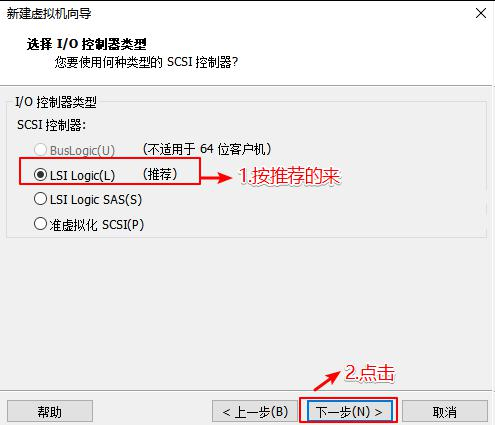 新建虚拟机向导
选择 I/O 控制器类型
您要使用何种类型的 SCSI 控制器?
I/O 控制器类型
SCSI 控制器:
BusLogic(U) (不适用于 64 位客户机)
LSI Logic(L) (推荐)
1.按推荐的来
LSI Logic SAS(S)
准虚拟化 SCSI(P)
2.点击
帮助 < 上一步(B) 下一步(N) > 取消